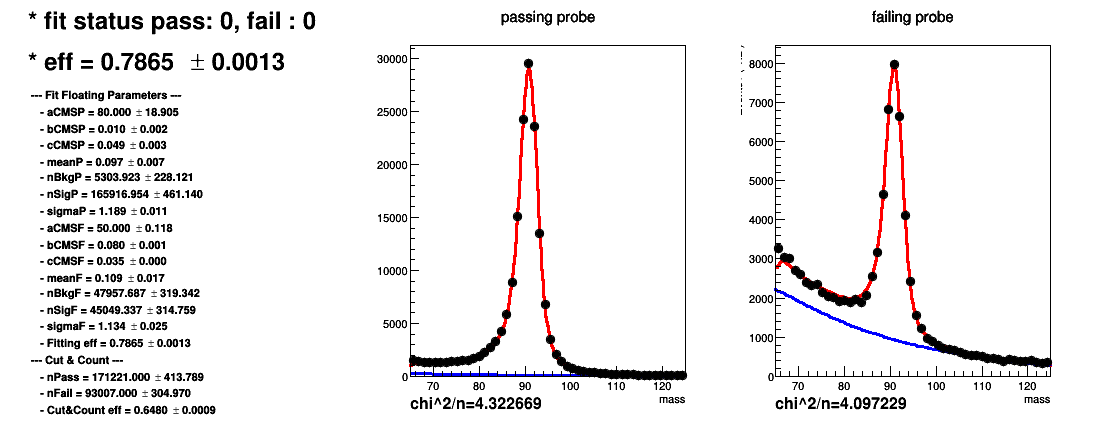 * fit status pass: 0, fail : 0
* eff = 0.7865 ± 0.0013
--- Fit Floating Parameters ---
- aCMSP = 80.000 ± 18.905
- bCMSP = 0.010 ± 0.002
- cCMSP = 0.049 ± 0.003
- meanP = 0.097 ± 0.007
- nBkgP = 5303.923 ± 228.121
- nSigP = 165916.954 ± 461.140
- sigmaP = 1.189 ± 0.011
- aCMSF = 50.000 ± 0.118
- bCMSF = 0.080 ± 0.001
- cCMSF = 0.035 ± 0.000
- meanF = 0.109 ± 0.017
- nBkgF = 47957.687 ± 319.342
- nSigF = 45049.337 ± 314.759
- sigmaF = 1.134 ± 0.025
- Fitting eff = 0.7865 ± 0.0013
--- Cut & Count ---
- nPass = 171221.000 ± 413.789
- nFail = 93007.000 ± 304.970
- Cut&Count eff = 0.6480 ± 0.0009
passing probe
30000
25000
20000
15000
10000
5000
0
70 80 90 100 110 120
mass
chi^2/n=4.322669
failing probe
8000
7000
6000
5000
4000
3000
2000
1000
0
70 80 90 100 110 120
mass
chi^2/n=4.097229